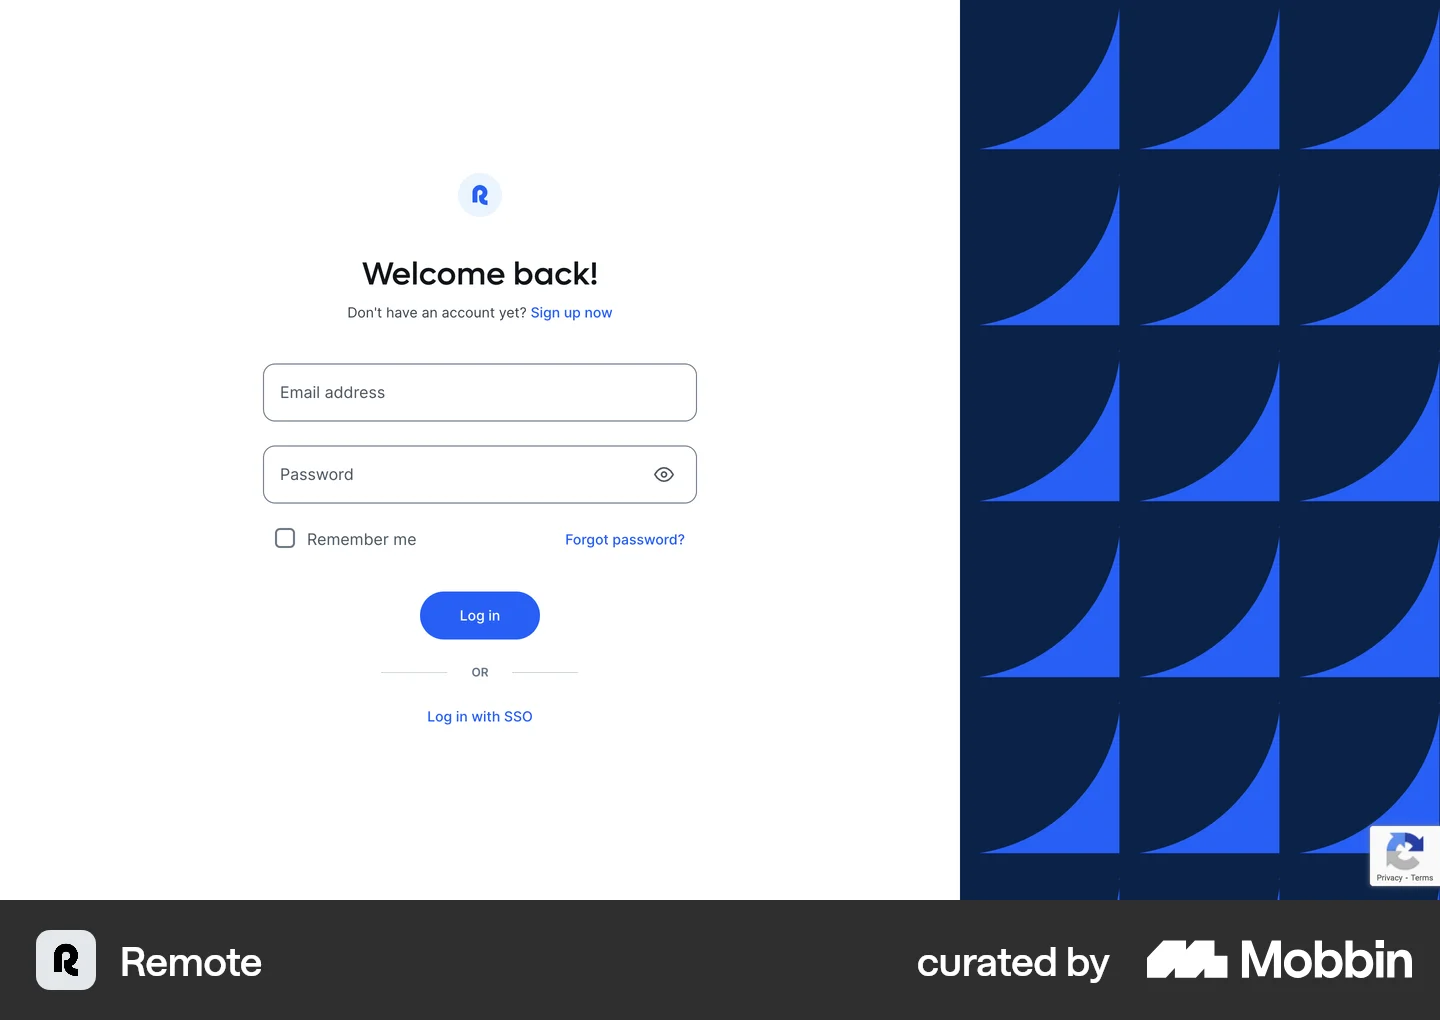 Welcome back!
Don't have an account yet? Sign up now
Email address
Password
Remember me
Forgot password?
Log in
OR
Log in with SSO
Privacy - Terms
Remote
curated by Mobbin